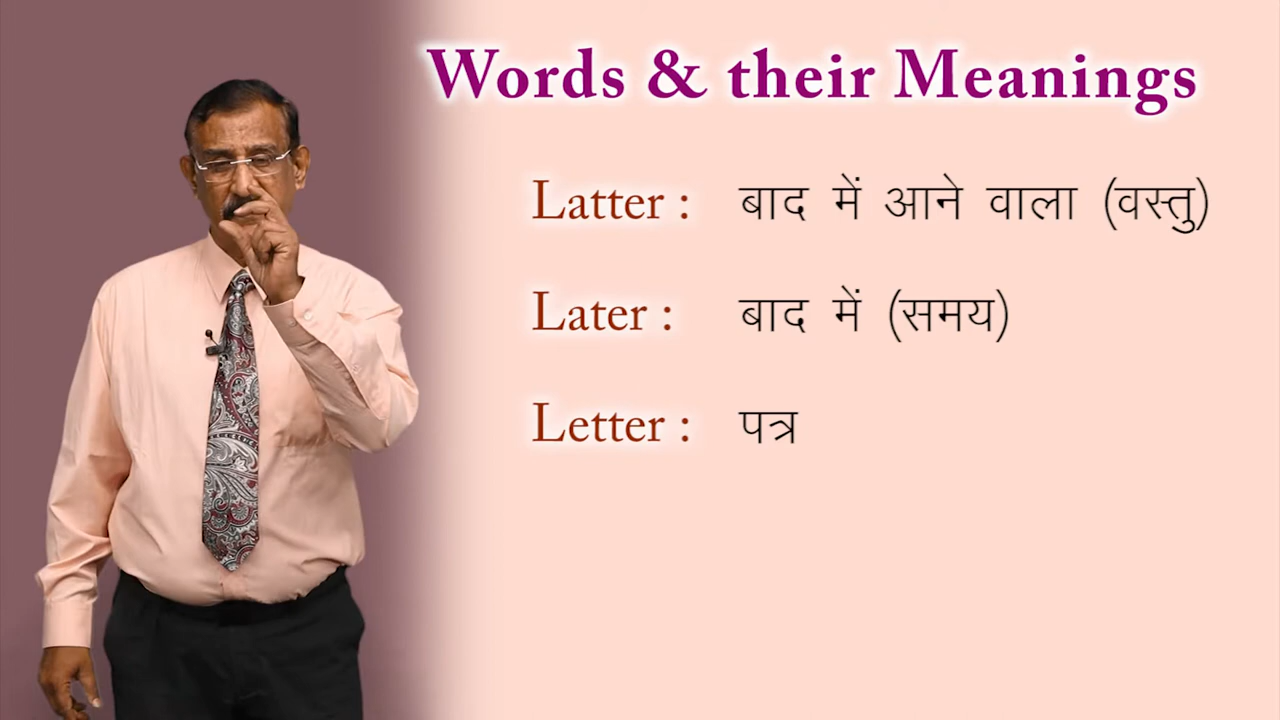 Words & their Meanings
Latter : बाद में आने वाला (वस्तु)
Later : बाद में (समय)
Letter : पत्र